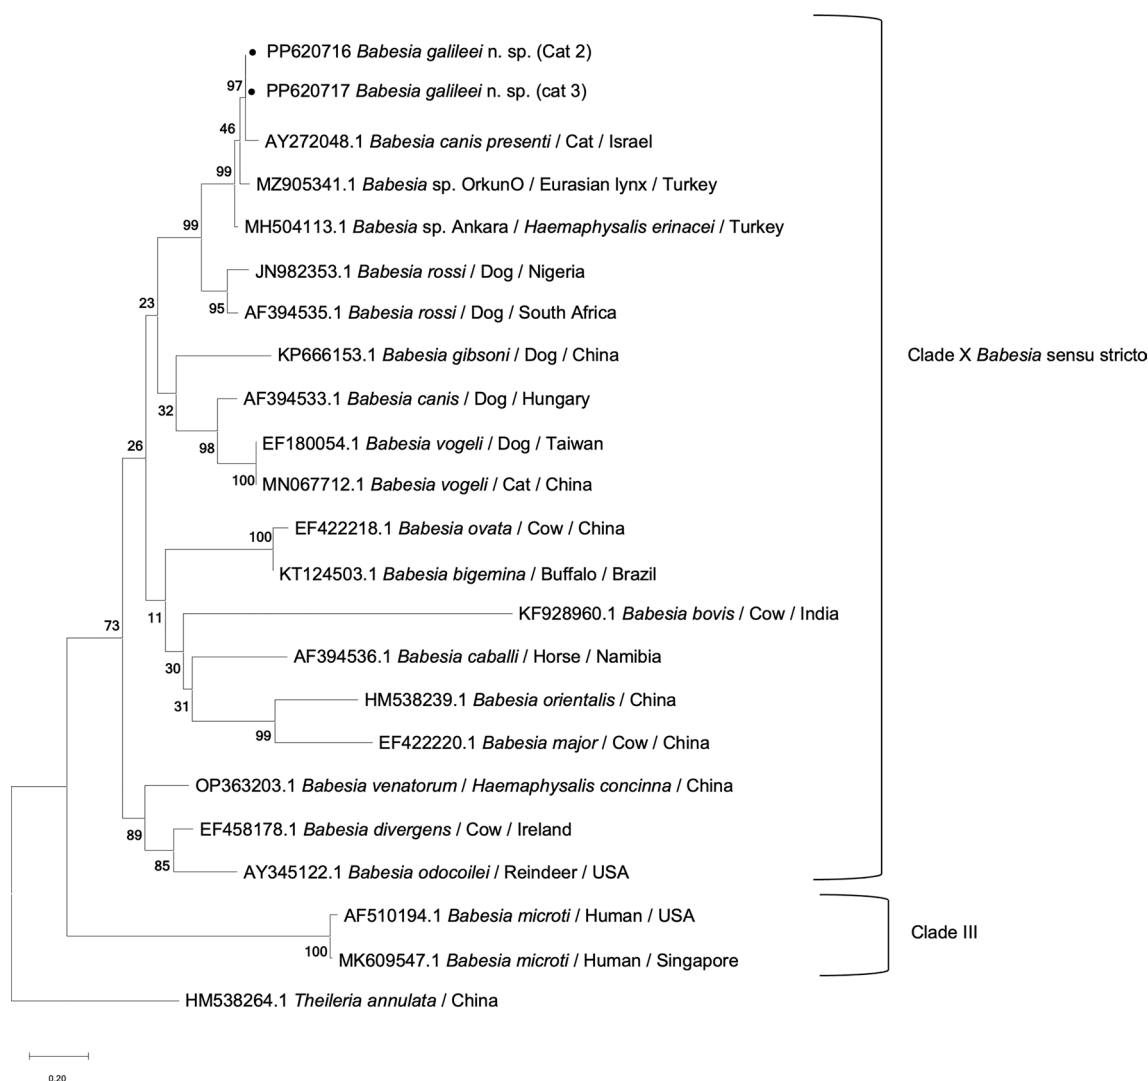 PP620716 Babesia galileei n. sp. (Cat 2)
97
PP620717 Babesia galileei n. sp. (cat 3)
46
AY272048.1 Babesia canis presenti / Cat / Israel
99
MZ905341.1 Babesia sp. OrkunO / Eurasian lynx / Turkey
99
MH504113.1 Babesia sp. Ankara / Haemaphysalis erinacei / Turkey
JN982353.1 Babesia rossi / Dog / Nigeria
23
95
AF394535.1 Babesia rossi / Dog / South Africa
KP666153.1 Babesia gibsoni / Dog / China
Clade X Babesia sensu stricto
32
AF394533.1 Babesia canis / Dog / Hungary
26
98
EF180054.1 Babesia vogeli / Dog / Taiwan
100
MN067712.1 Babesia vogeli / Cat / China
100
EF422218.1 Babesia ovata / Cow / China
KT124503.1 Babesia bigemina / Buffalo / Brazil
11
KF928960.1 Babesia bovis / Cow / India
73
30
AF394536.1 Babesia caballi / Horse / Namibia
31
HM538239.1 Babesia orientalis / China
99
EF422220.1 Babesia major / Cow / China
OP363203.1 Babesia venatorum / Haemaphysalis concinna / China
89
EF458178.1 Babesia divergens / Cow / Ireland
85
AY345122.1 Babesia odocoilei / Reindeer / USA
AF510194.1 Babesia microti / Human / USA
Clade III
100
MK609547.1 Babesia microti / Human / Singapore
HM538264.1 Theileria annulata / China
0.20